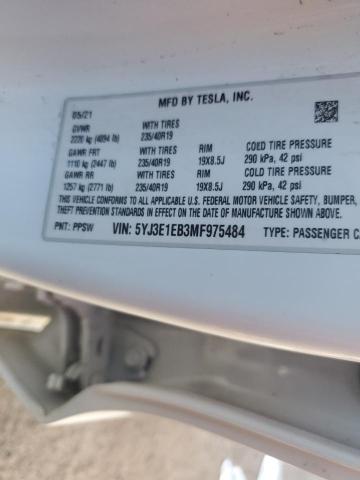 MFD BY TESLA, INC.
05/21
GVWR WITH TIRES
2220 kg (4894 lb) 235/40R19
GAWR FRT WITH TIRES RIM COLD TIRE PRESSURE
1110 kg (2447 lb) 235/40R19 19X8.5J 290 kPa, 42 psi
GAWR RR WITH TIRES RIM COLD TIRE PRESSURE
1257 kg (2771 lb) 235/40R19 19X8.5J 290 kPa, 42 psi
THIS VEHICLE CONFORMS TO ALL APPLICABLE U.S. FEDERAL MOTOR VEHICLE SAFETY, BUMPER,
THEFT PREVENTION STANDARDS IN EFFECT ON THE DATE OF MANUFACTURE SHOWN ABOVE
PNT: PPSW VIN: 5YJ3E1EB3MF975484 TYPE: PASSENGER CA